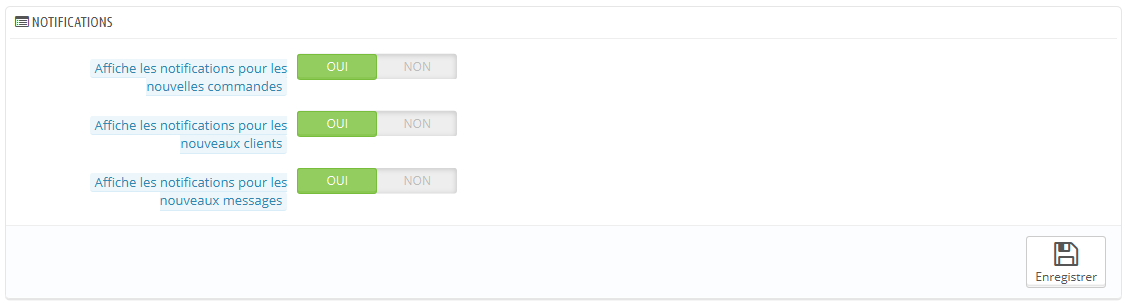 NOTIFICATIONS
Affiche les notifications pour les
nouvelles commandes
OUI NON
Affiche les notifications pour les
nouveaux clients
OUI NON
Affiche les notifications pour les
nouveaux messages
OUI NON
Enregistrer